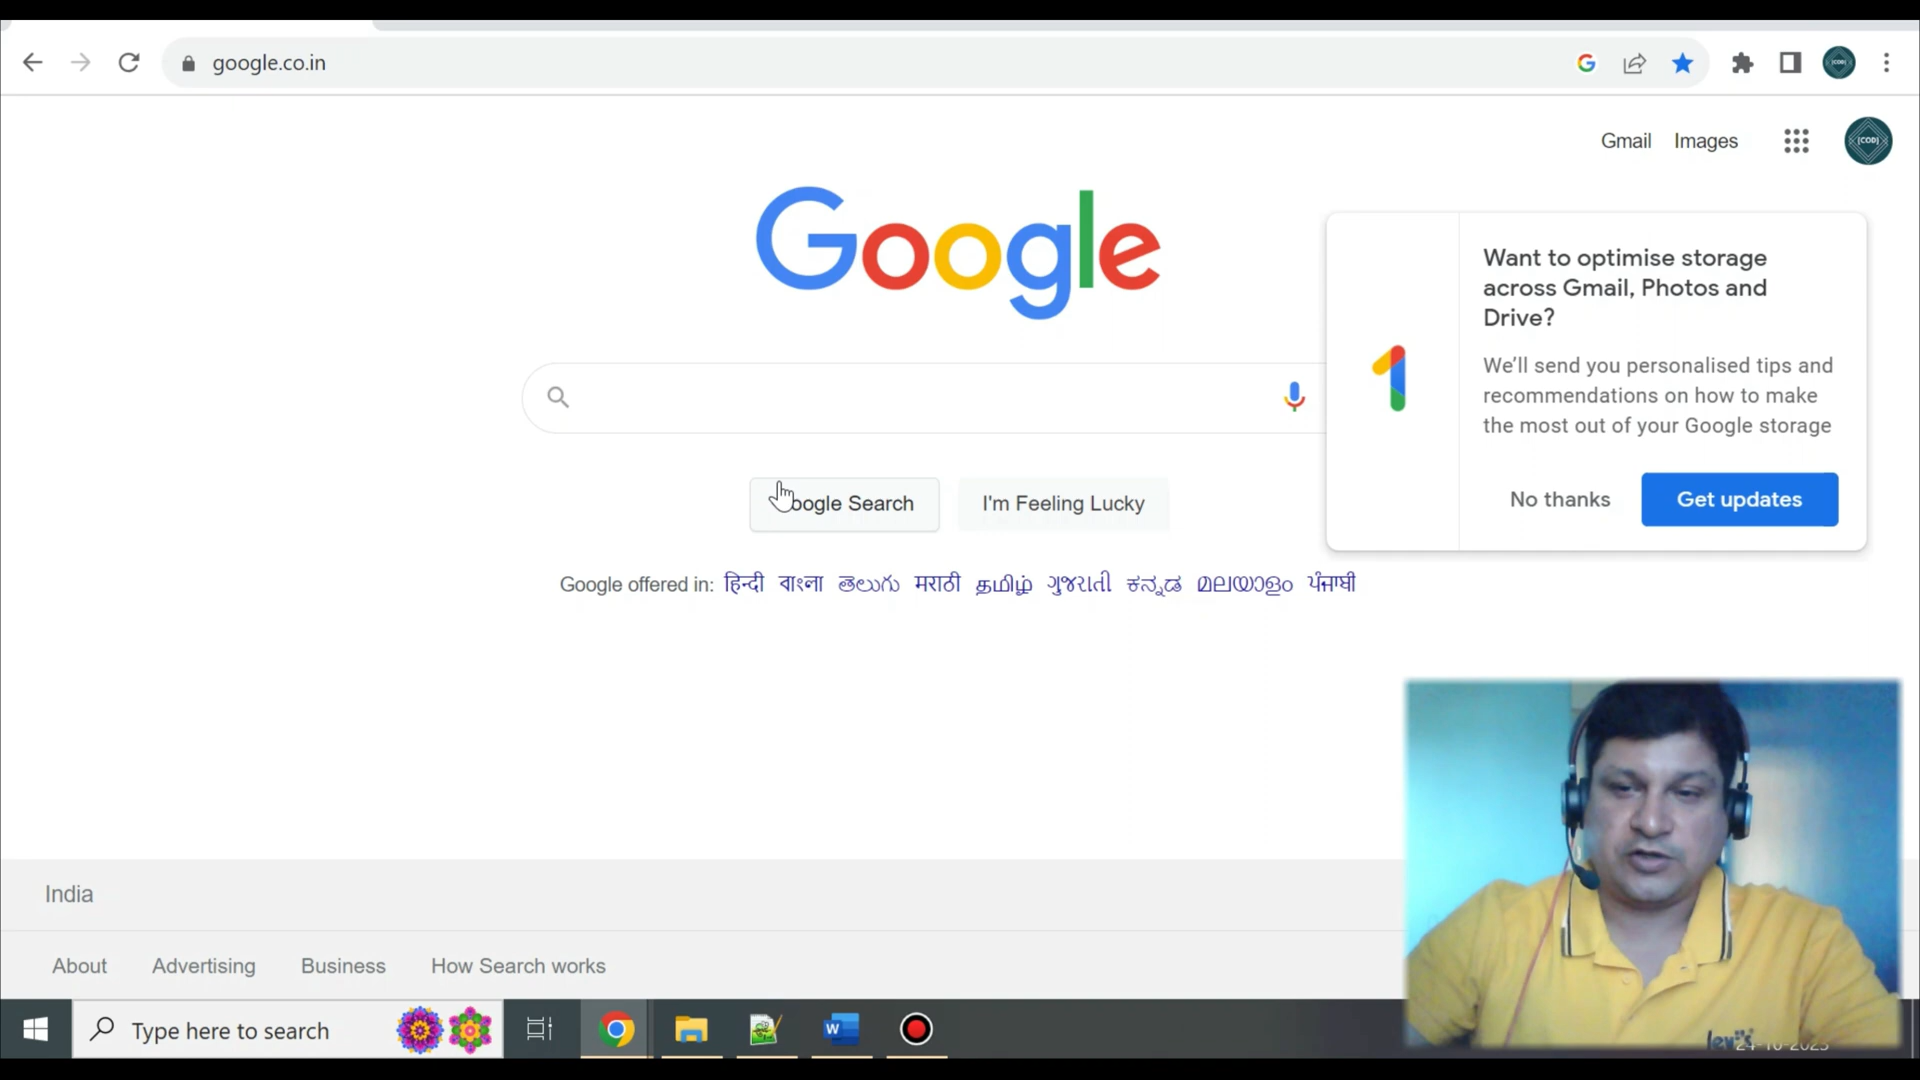 google.co.in
Gmail Images
Google
Want to optimise storage
across Gmail, Photos and
Drive?
We’ll send you personalised tips and
recommendations on how to make
the most out of your Google storage
No thanks
Get updates
oogle Search
I'm Feeling Lucky
Google offered in: हिन्दी বাংলা తెలుగు मराठी தமிழ் ગુજરાતી ಕನ್ನಡ മലയാളം ਪੰਜਾਬੀ
India
About Advertising Business How Search works
Type here to search
W
24-10-2023